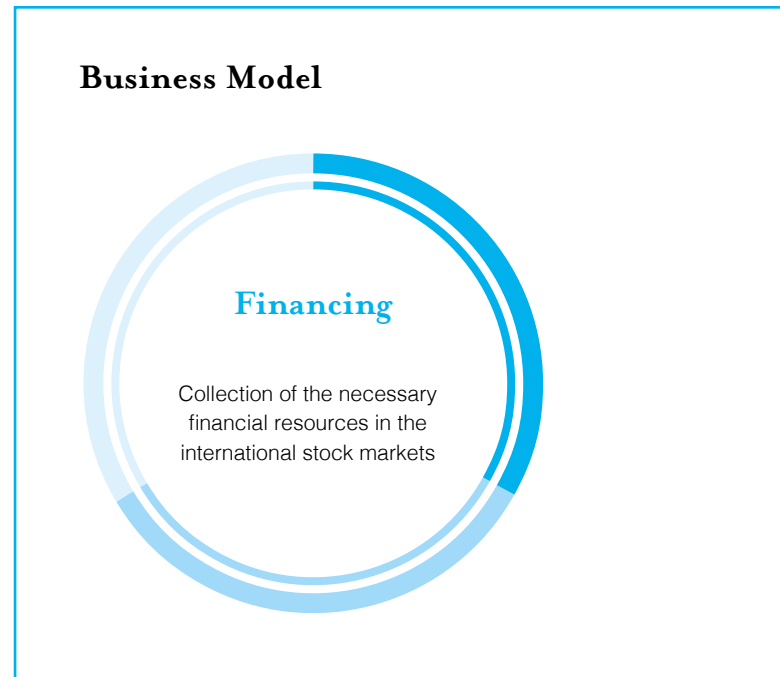 Business Model
Financing
Collection of the necessary
financial resources in the
international stock markets